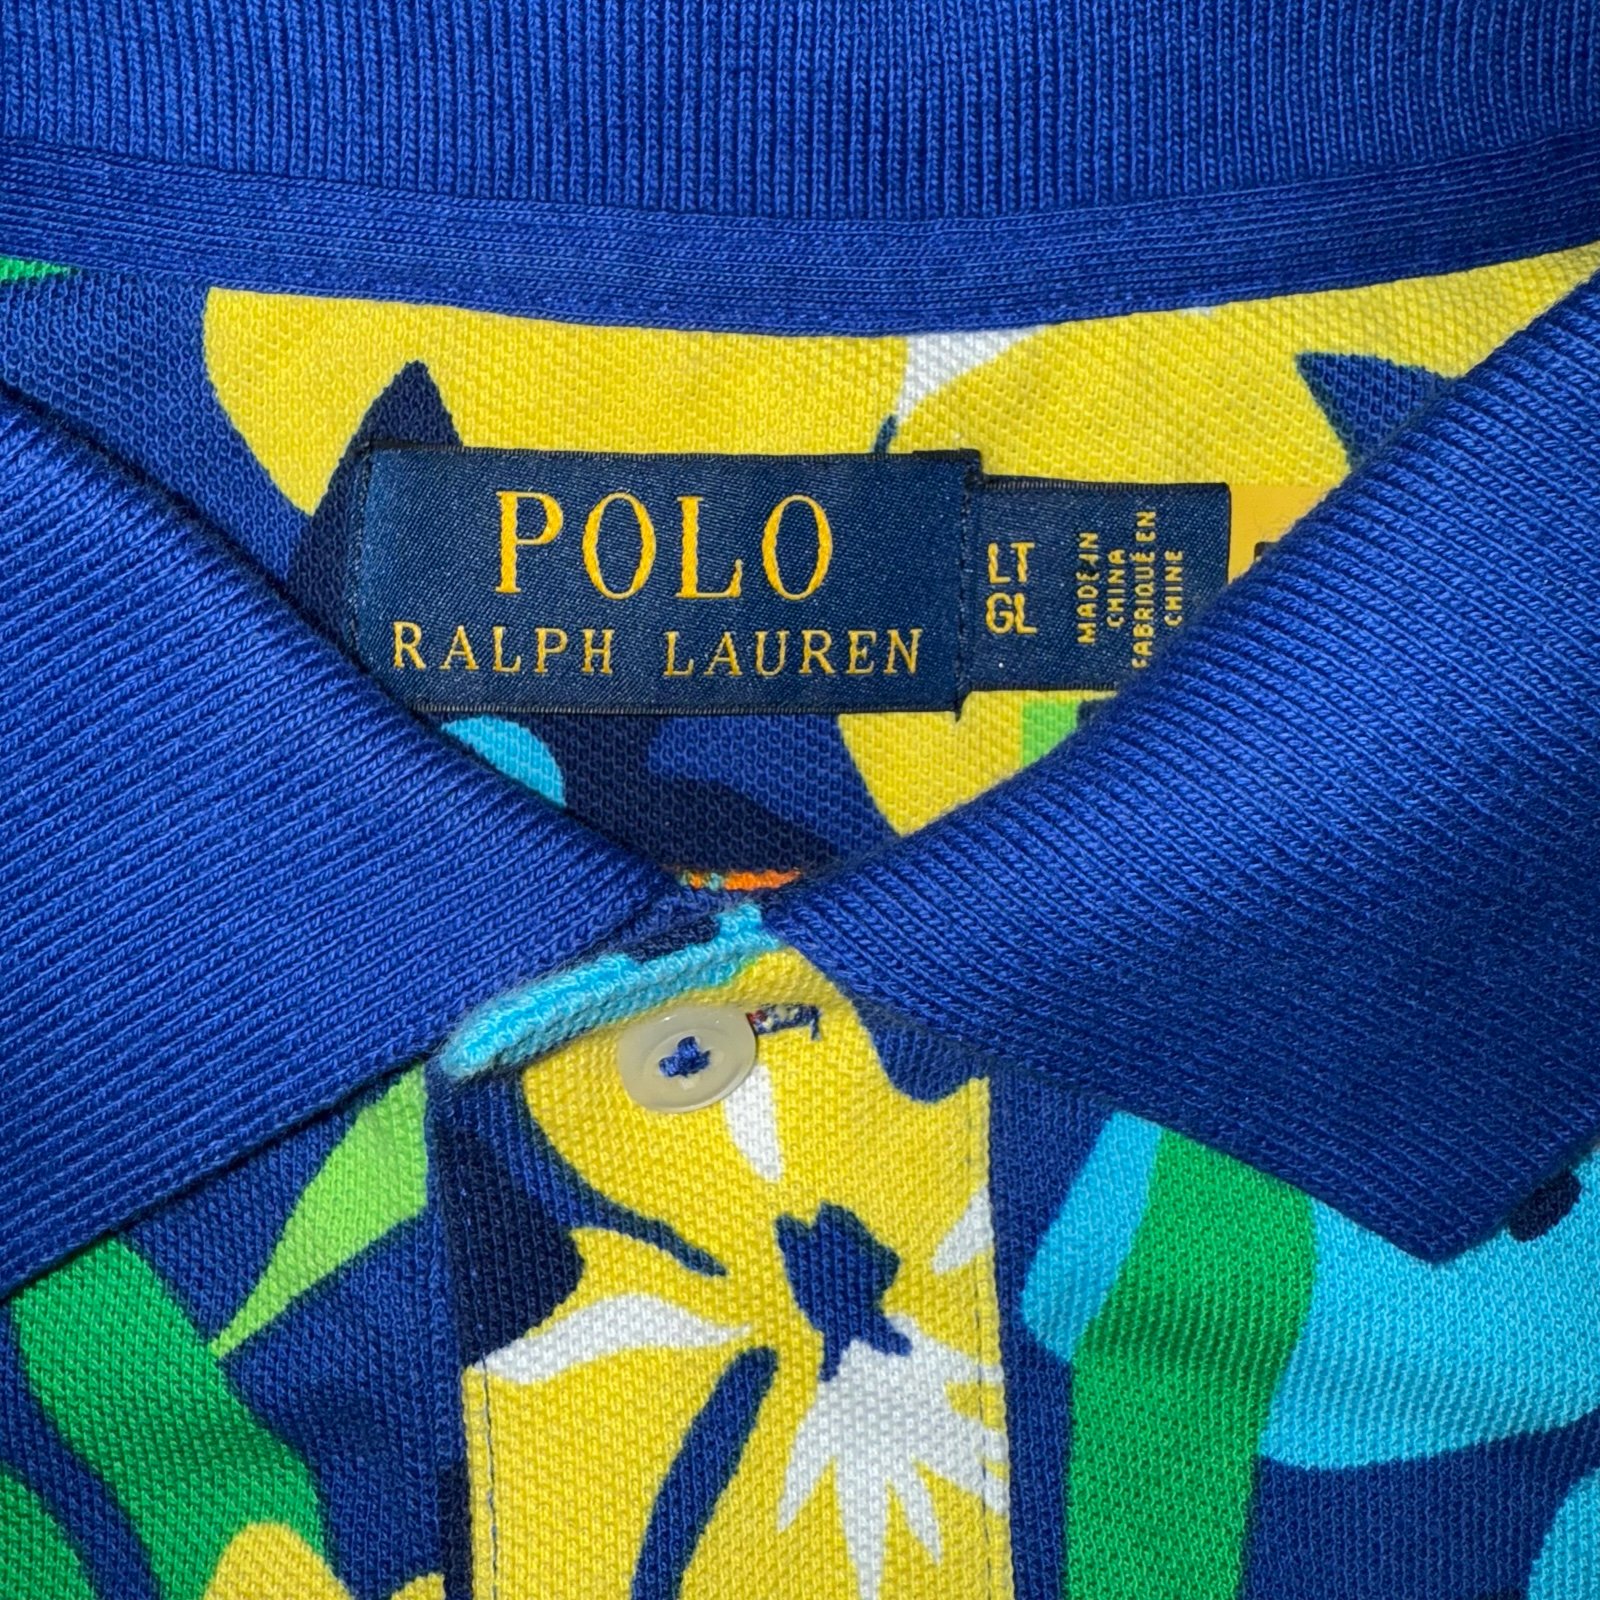 POLO
RALPH LAUREN
LT
GL
MADE IN
CHINA
FABRIQUÉ EN
CHINE